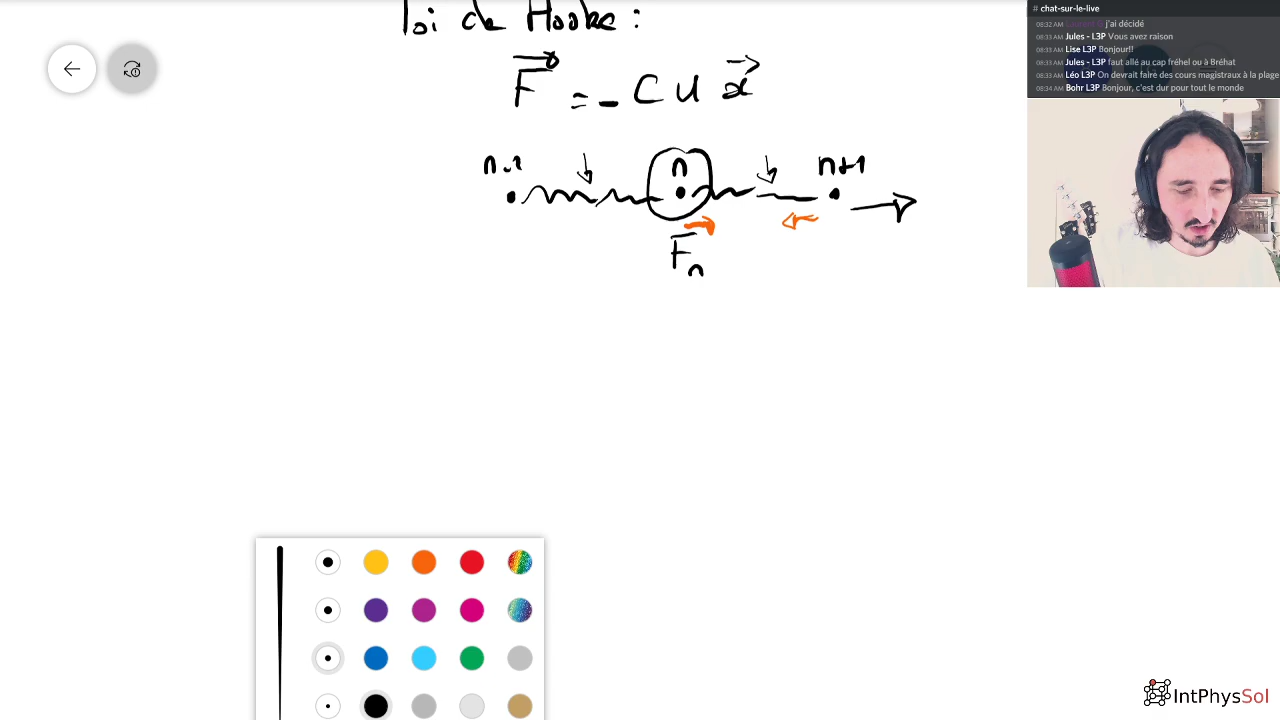 loi de Hooke :
F = - C u x
n-1
n
n+1
Fn
# chat-sur-le-live
08:32 AM j'ai décidé
08:33 AM Jules - L3P Vous avez raison
08:33 AM Lise L3P Bonjour!!
08:33 AM Jules - L3P faut allé au cap fréhel ou à Bréhat
08:33 AM Léo L3P On devrait faire des cours magistraux à la plage
08:34 AM Bohr L3P Bonjour, c'est dur pour tout le monde
IntPhysSol